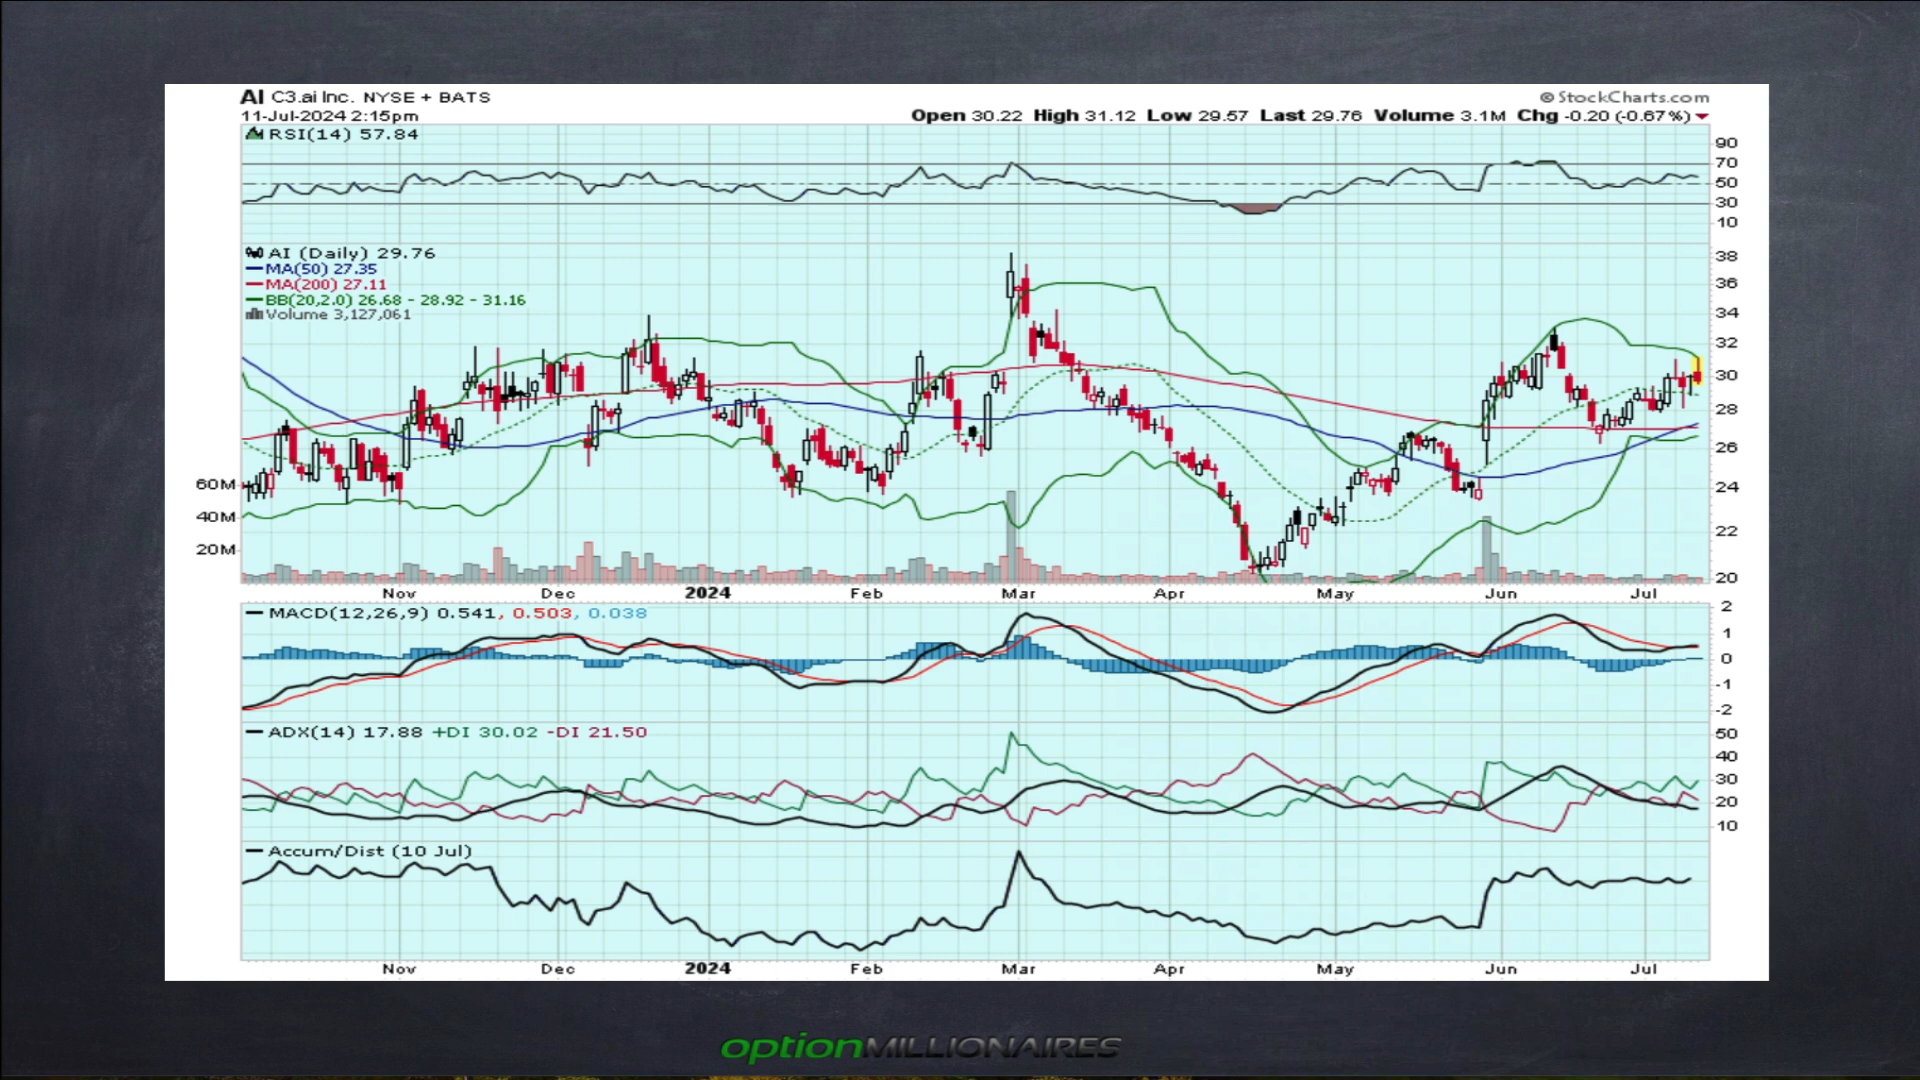 AI C3.ai Inc. NYSE + BATS
© StockCharts.com
11-Jul-2024 2:15pm
Open 30.22 High 31.12 Low 29.57 Last 29.76 Volume 3.1M Chg -0.20 (-0.67%)
RSI(14) 57.84
90
70
50
30
10
AI (Daily) 29.76
MA(50) 27.35
MA(200) 27.11
BB(20,2.0) 26.68 - 28.92 - 31.16
Volume 3,127,061
38
36
34
32
30
28
26
24
22
20
60M
40M
20M
Nov Dec 2024 Feb Mar Apr May Jun Jul
MACD(12,26,9) 0.541, 0.503, 0.038
2
1
0
-1
-2
ADX(14) 17.88 +DI 30.02 -DI 21.50
50
40
30
20
10
Accum/Dist (10 Jul)
Nov Dec 2024 Feb Mar Apr May Jun Jul
optionMILLIONAIRES